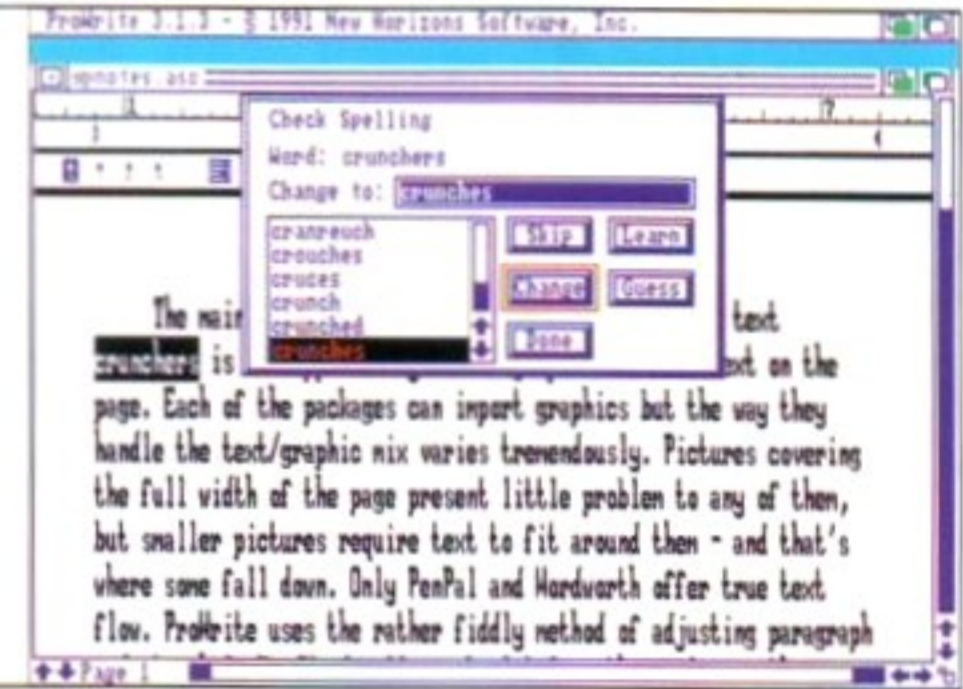 ProWrite 3.1.3 - © 1991 New Horizons Software, Inc.
wpnotes.asc
Check Spelling
Word: crunchers
Change to: crunches
cranreuch
crouches
cruces
crunch
crunched
crunches
Skip
Learn
Change
Guess
Done
The main text
crunchers is ext on the
page. Each of the packages can import graphics but the way they
handle the text/graphic mix varies tremendously. Pictures covering
the full width of the page present little problem to any of them,
but smaller pictures require text to fit around them - and that's
where some fall down. Only PenPal and Wordworth offer true text
flow. ProWrite uses the rather fiddly method of adjusting paragraph
Page 1